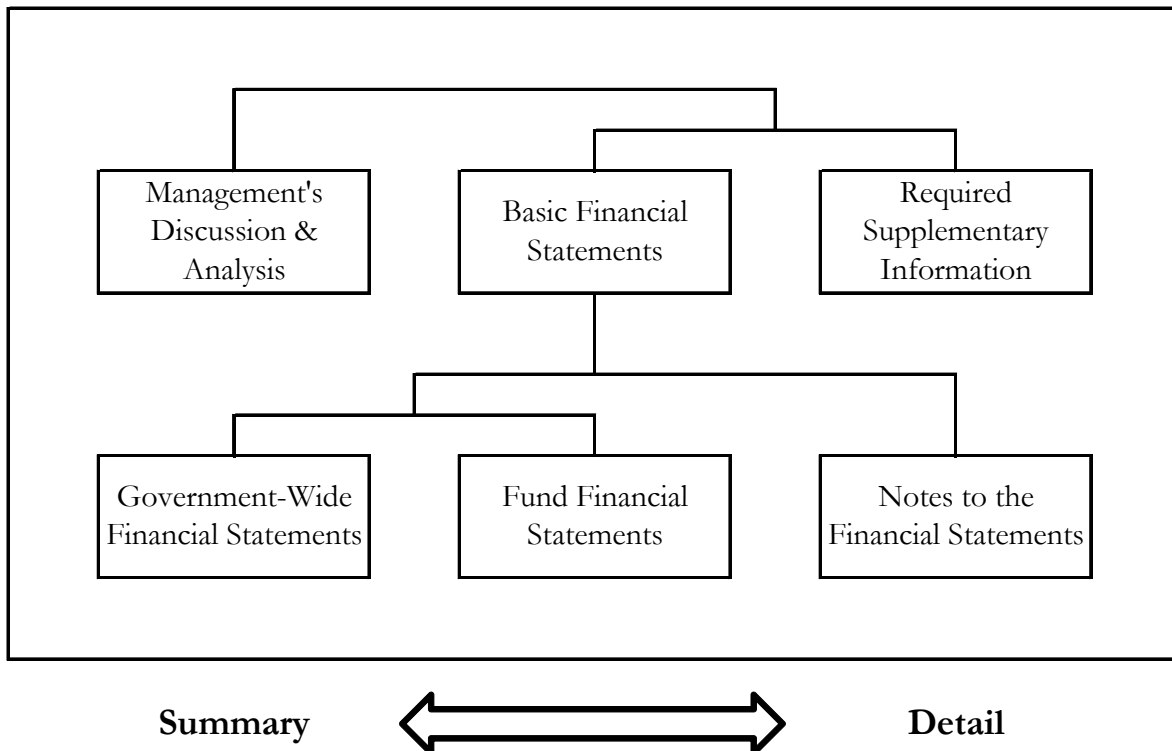 Management's
Discussion &
Analysis
Basic Financial
Statements
Required
Supplementary
Information
Government-Wide
Financial Statements
Fund Financial
Statements
Notes to the
Financial Statements
Summary
Detail